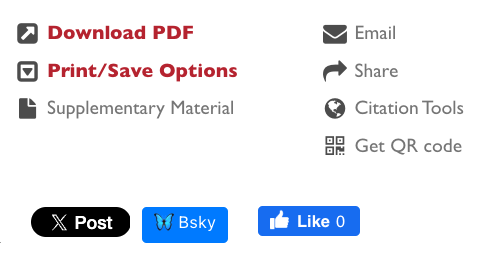 Download PDF
Print/Save Options
Supplementary Material
Email
Share
Citation Tools
Get QR code
X Post
Bsky
Like 0